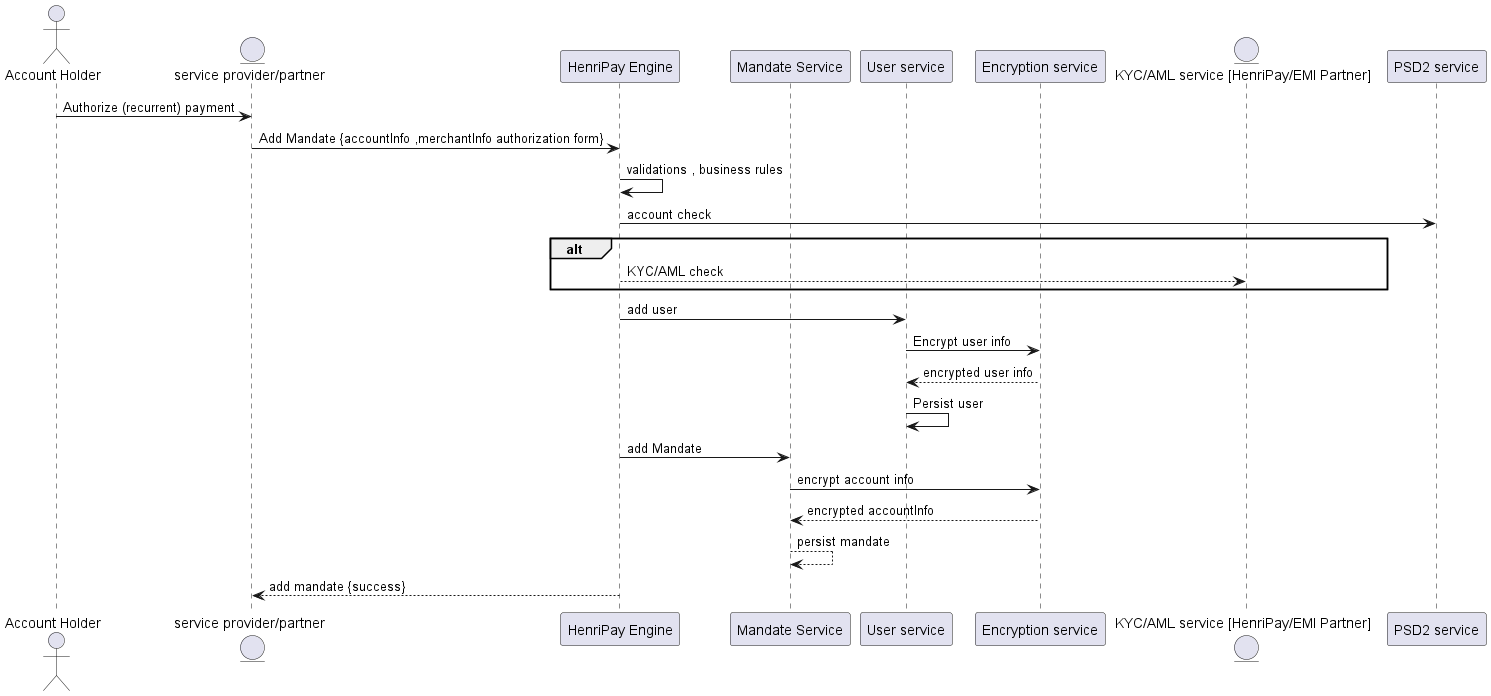 Account Holder
service provider/partner
HenriPay Engine
Mandate Service
User service
Encryption service
KYC/AML service [HenriPay/EMI Partner]
PSD2 service
Authorize (recurrent) payment
Add Mandate {accountInfo ,merchantInfo authorization form}
validations , business rules
account check
alt
KYC/AML check
add user
Encrypt user info
encrypted user info
Persist user
add Mandate
encrypt account info
encrypted accountInfo
persist mandate
add mandate {success}
Account Holder
service provider/partner
HenriPay Engine
Mandate Service
User service
Encryption service
KYC/AML service [HenriPay/EMI Partner]
PSD2 service